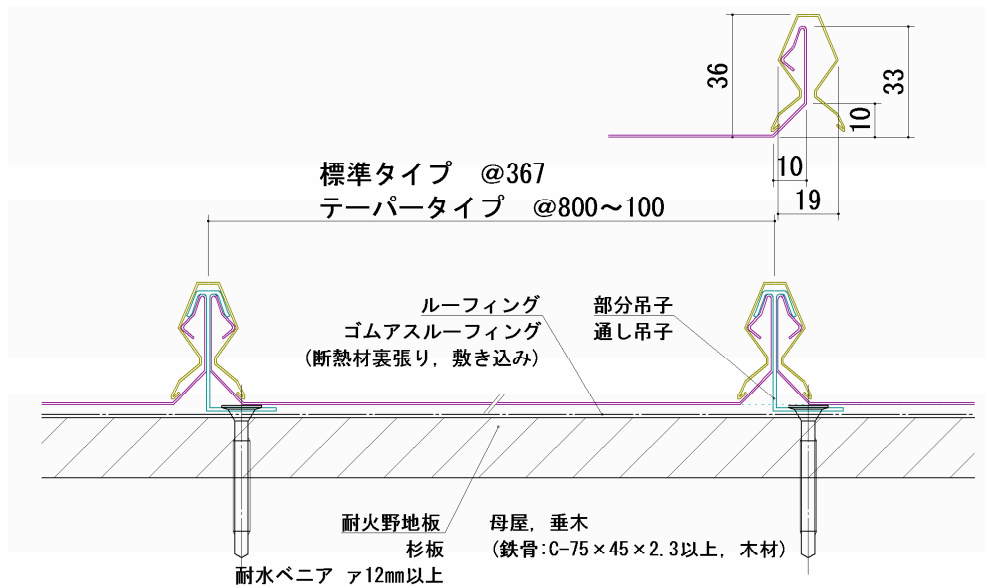 36
33
10
10
19
標準タイプ @367
テーパータイプ @800～100
ルーフィング
ゴムアスルーフィング
(断熱材裏張り, 敷き込み)
部分吊子
通し吊子
耐火野地板
杉板
耐水ベニア ァ12mm以上
母屋, 垂木
(鉄骨:C-75×45×2.3以上, 木材)